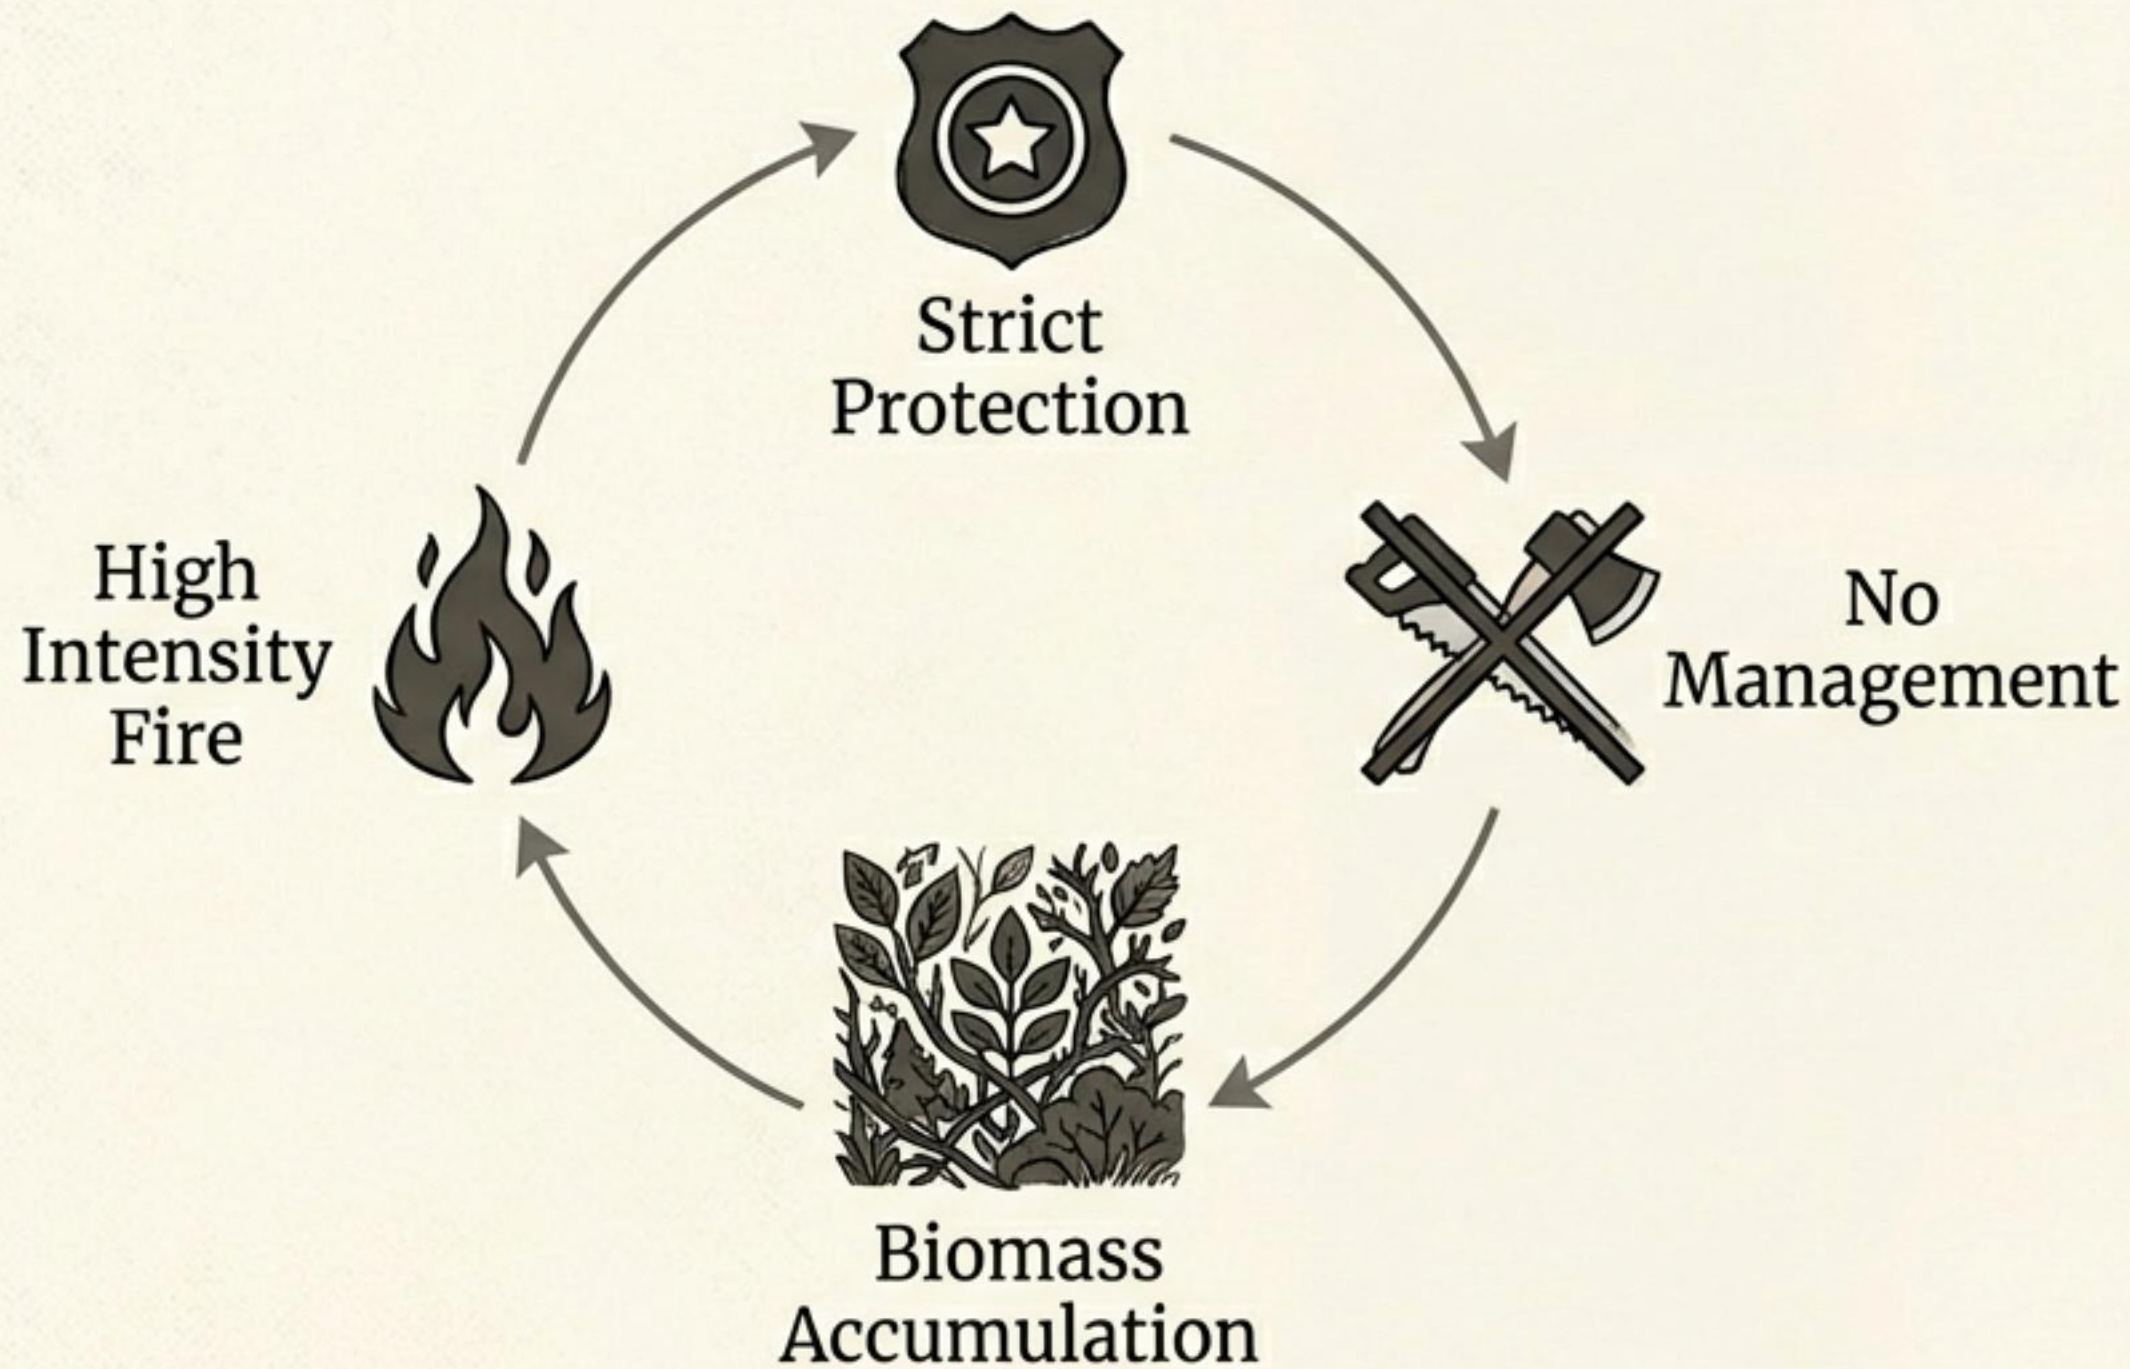 Strict
Protection
No
Management
Biomass
Accumulation
High
Intensity
Fire